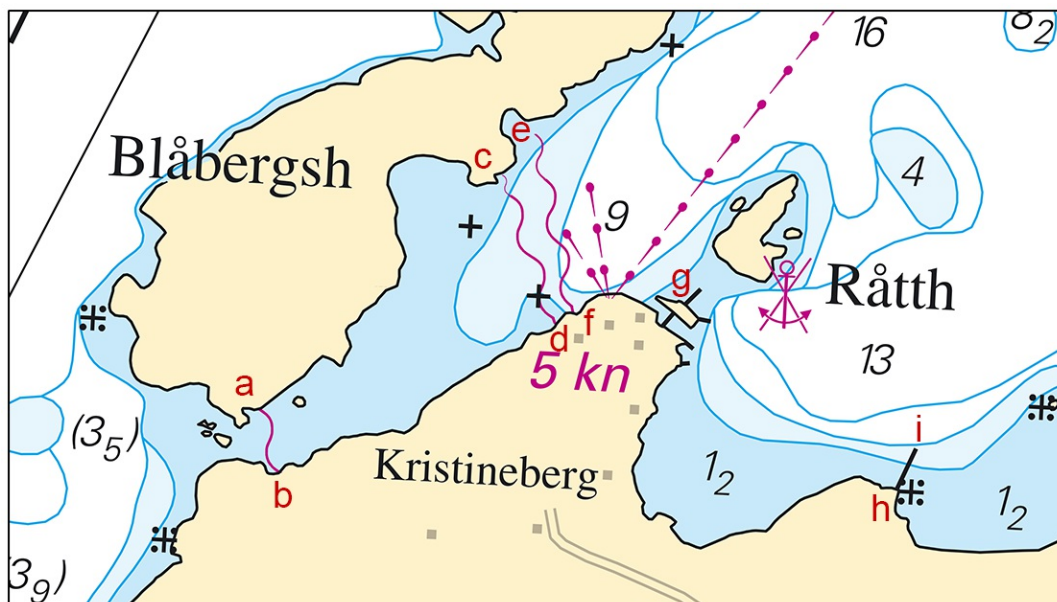 16
8₂
Blåbergsh
e
c
4
9
g
Råtth
d
f
5 kn
13
a
(3₅)
b
Kristineberg
1₂
i
h
1₂
3₉)